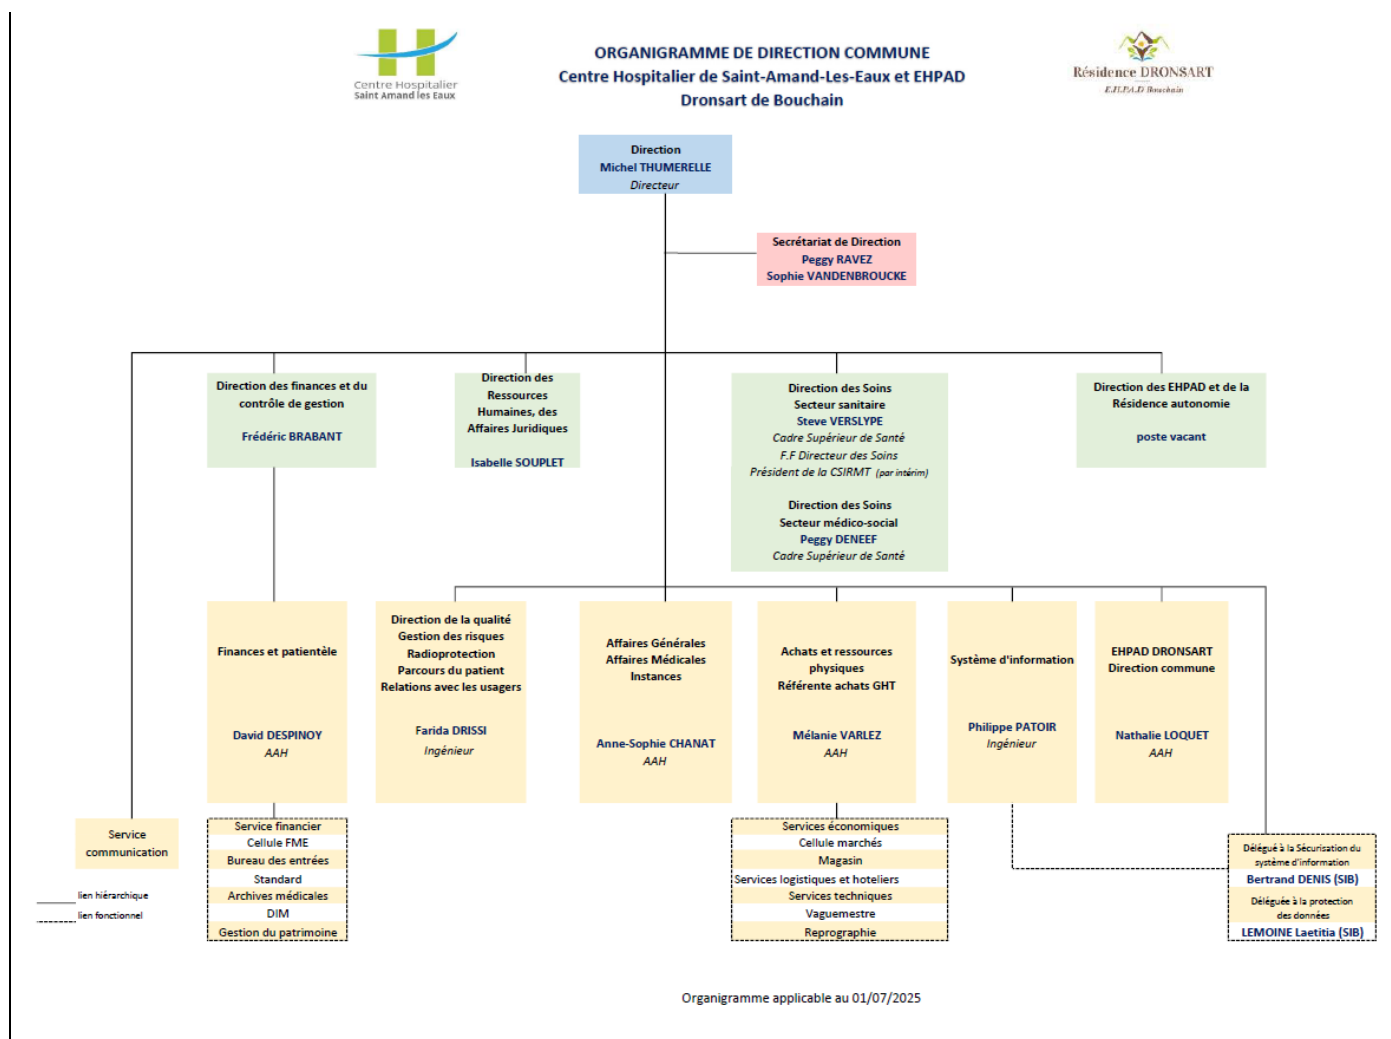 Centre Hospitalier
Saint Amand les Eaux
ORGANIGRAMME DE DIRECTION COMMUNE
Centre Hospitalier de Saint-Amand-Les-Eaux et EHPAD
Dronsart de Bouchain
Résidence DRONSART
E.H.P.A.D Bouchain
Direction
Michel THUMERELLE
Directeur
Secrétariat de Direction
Peggy RAVEZ
Sophie VANDENBROUCKE
Direction des finances et du
contrôle de gestion
Frédéric BRABANT
Direction des
Ressources
Humaines, des
Affaires Juridiques
Isabelle SOUPLET
Direction des Soins
Secteur sanitaire
Steve VERSLYPE
Cadre Supérieur de Santé
F.F Directeur des Soins
Président de la CSIRMT (par intérim)
Direction des Soins
Secteur médico-social
Peggy DENEEF
Cadre Supérieur de Santé
Direction des EHPAD et de la
Résidence autonomie
poste vacant
Finances et patientèle
David DESPINOY
AAH
Direction de la qualité
Gestion des risques
Radioprotection
Parcours du patient
Relations avec les usagers
Farida DRISSI
Ingénieur
Affaires Générales
Affaires Médicales
Instances
Anne-Sophie CHANAT
AAH
Achats et ressources
physiques
Référente achats GHT
Mélanie VARLEZ
AAH
Système d'information
Philippe PATOIR
Ingénieur
EHPAD DRONSART
Direction commune
Nathalie LOQUET
AAH
Service
communication
Service financier
Cellule FME
Bureau des entrées
Standard
Archives médicales
DIM
Gestion du patrimoine
Services économiques
Cellule marchés
Magasin
Services logistiques et hoteliers
Services techniques
Vaguemestre
Reprographie
Délégué à la Sécurisation du
système d'information
Bertrand DENIS (SIB)
Déléguée à la protection
des données
LEMOINE Laetitia (SIB)
lien hiérarchique
lien fonctionnel
Organigramme applicable au 01/07/2025